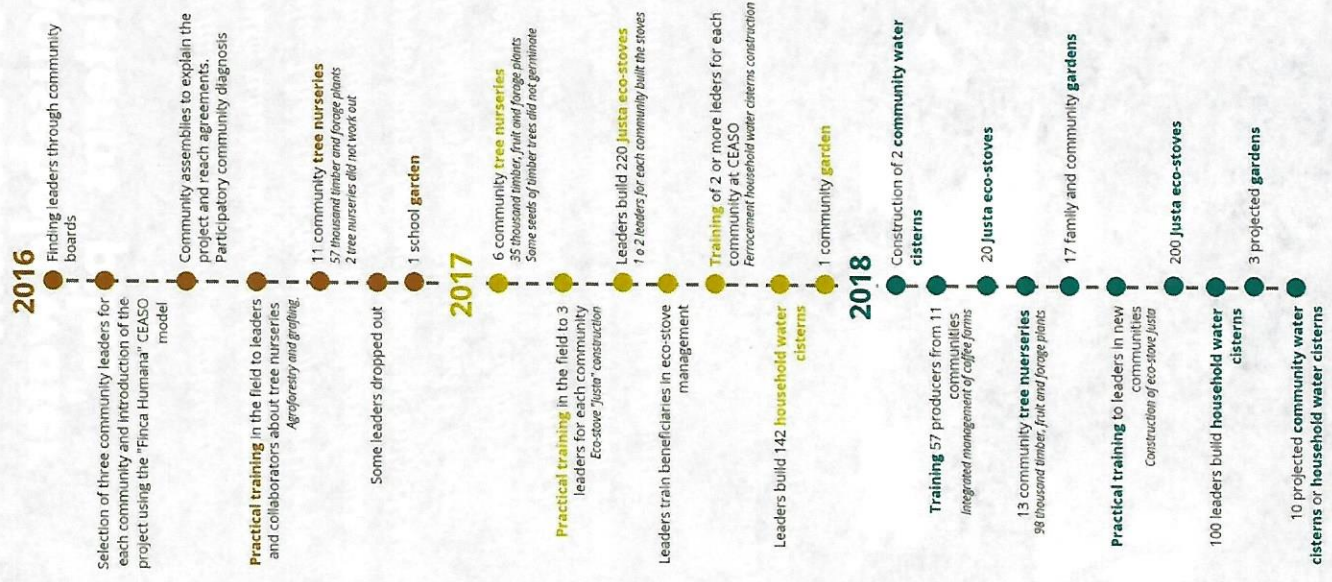 2016
Finding leaders through community
boards
Selection of three community leaders for
each community and introduction of the
project using the "Finca Humana" CEASO
model
Community assemblies to explain the
project and reach agreements.
Participatory community diagnosis
Practical training in the field to leaders
and collaborators about tree nurseries
Agroforestry and grafting.
11 community tree nurseries
57 thousand timber and forage plants
2 tree nurseries did not work out
Some leaders dropped out
1 school garden
2017
6 community tree nurseries
35 thousand timber, fruit and forage plants
Some seeds of timber trees did not germinate
Practical training in the field to 3
leaders for each community
Eco-stove "Justa" construction
Leaders build 220 Justa eco-stoves
1 o 2 leaders for each community built the stoves
Leaders train beneficiaries in eco-stove
management
Training of 2 or more leders for each
community at CEASO
Ferrocement household water cisterns construction
Leaders build 142 household water
cisterns
1 community garden
2018
Construction of 2 community water
cisterns
Training 57 producers from 11
communities
Integrated management of coffee farms
20 Justa eco-stoves
13 community tree nuerseries
98 thousand timber, fruit and forage plants
17 family and community gardens
Practical training to leaders in new
communities
Construction of eco-stove Justa
200 Justa eco-stoves
100 leaders build household water
cisterns
3 projected gardens
10 projected community water
cisterns or household water cisterns